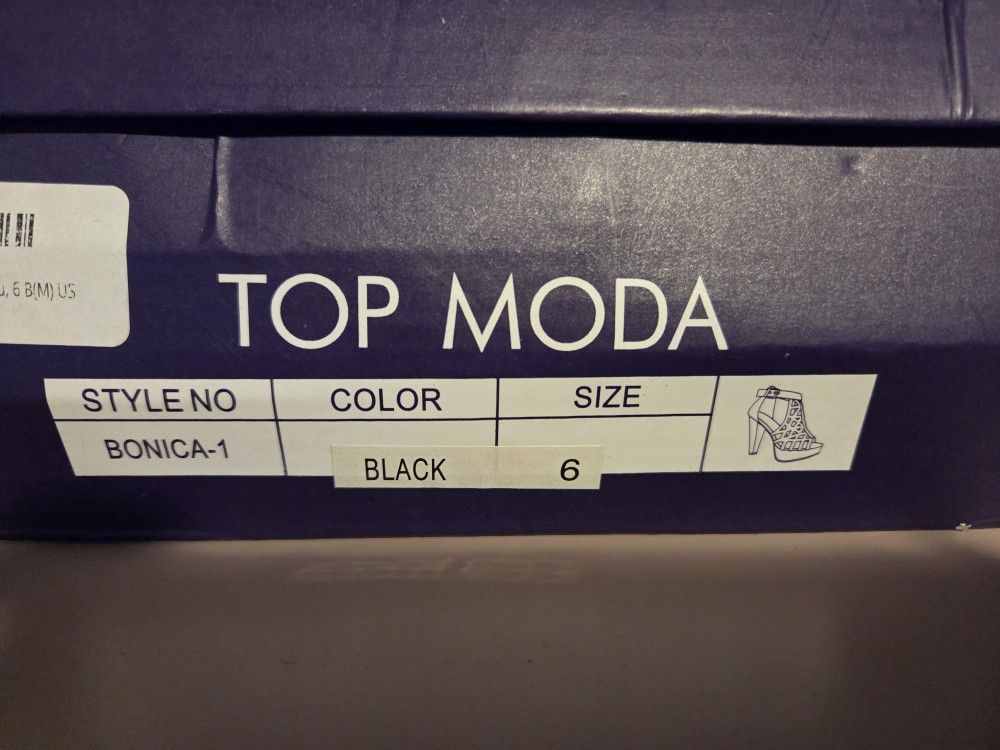 6 B(M) US
TOP MODA
STYLE NO COLOR SIZE
BONICA-1
BLACK 6